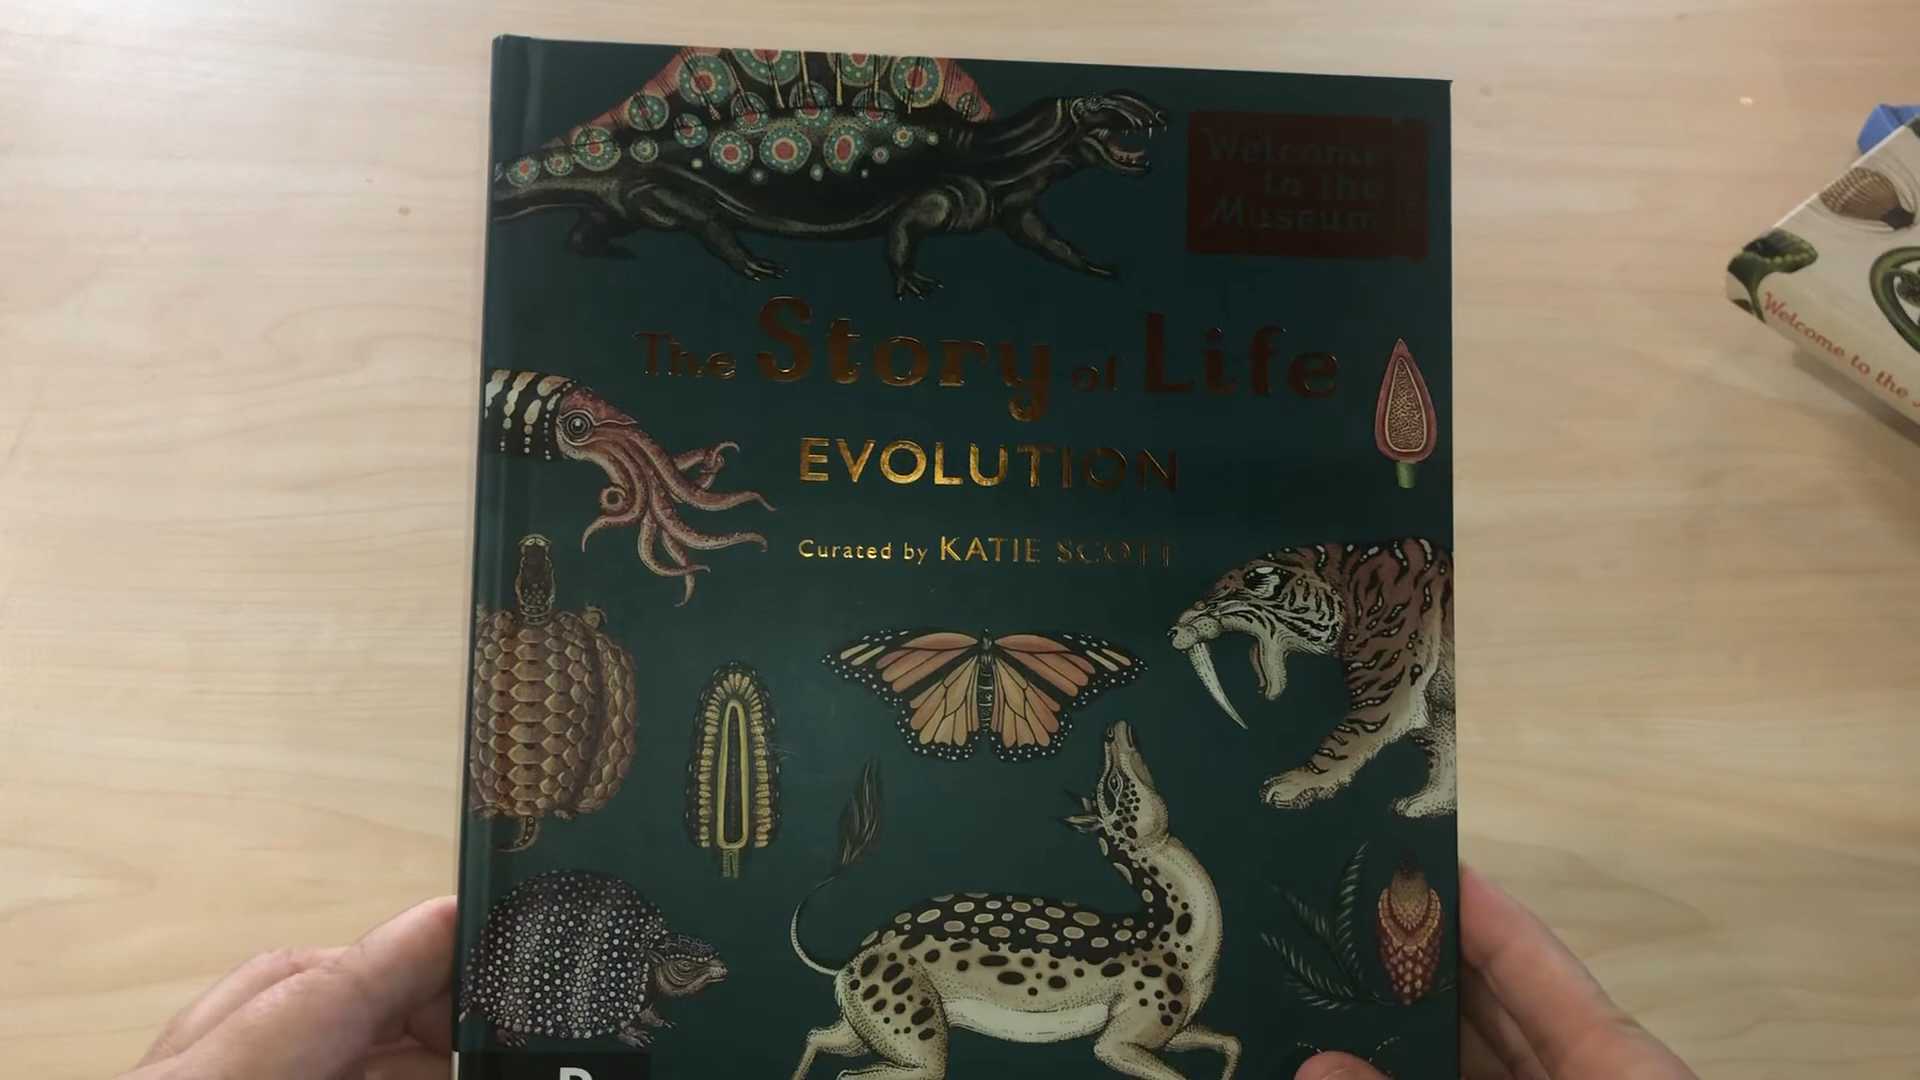 Welcome
to the
Museum
The Story of Life
EVOLUTION
Curated by KATIE SCOTT
Welcome to the